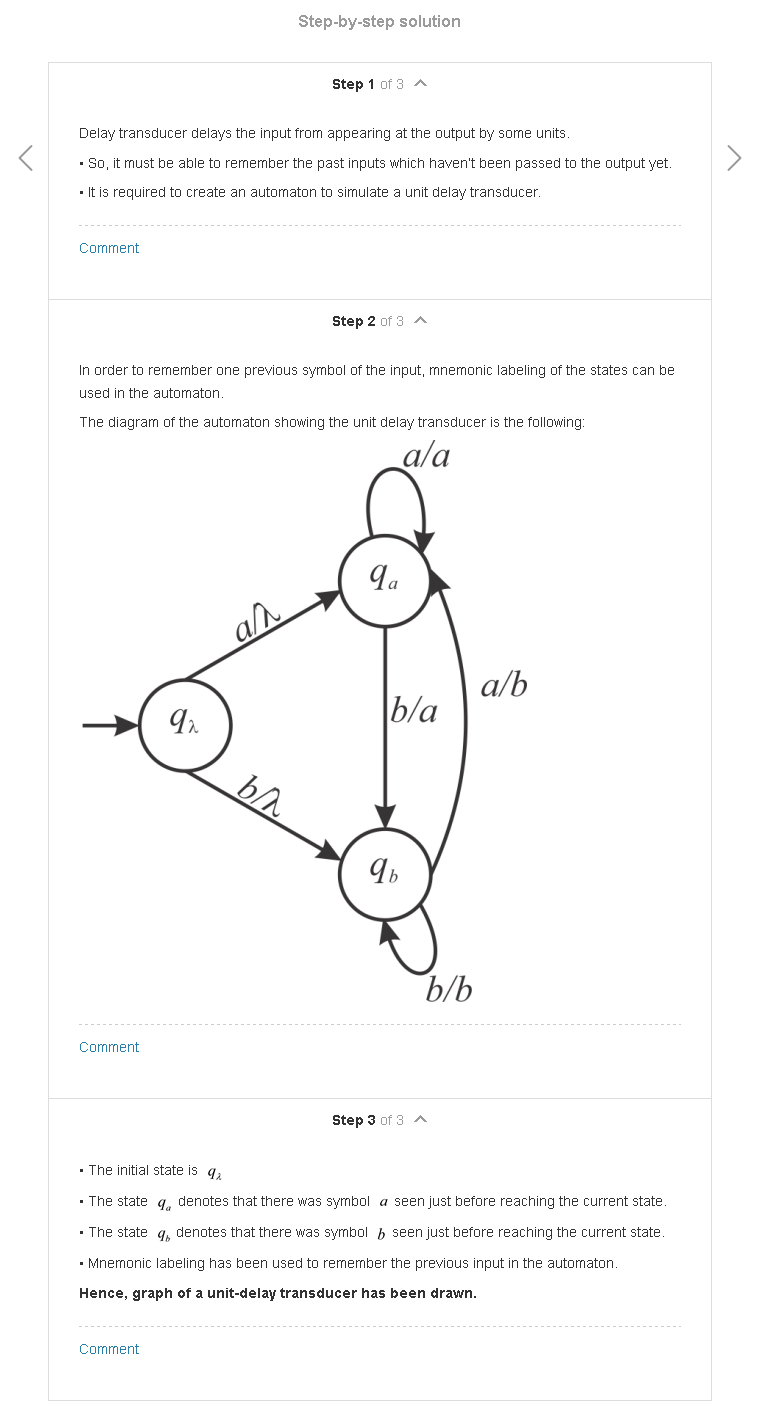 Step-by-step solution
Step 1 of 3
Delay transducer delays the input from appearing at the output by some units.
• So, it must be able to remember the past inputs which haven't been passed to the output yet.
• It is required to create an automaton to simulate a unit delay transducer.
Comment
Step 2 of 3
In order to remember one previous symbol of the input, mnemonic labeling of the states can be
used in the automaton.
The diagram of the automaton showing the unit delay transducer is the following:
a/a
qₐ
a/λ
a/b
b/a
q_λ
b/λ
q_b
b/b
Comment
Step 3 of 3
• The initial state is q_λ
• The state qₐ denotes that there was symbol a seen just before reaching the current state.
• The state q_b denotes that there was symbol b seen just before reaching the current state.
• Mnemonic labeling has been used to remember the previous input in the automaton.
Hence, graph of a unit-delay transducer has been drawn.
Comment